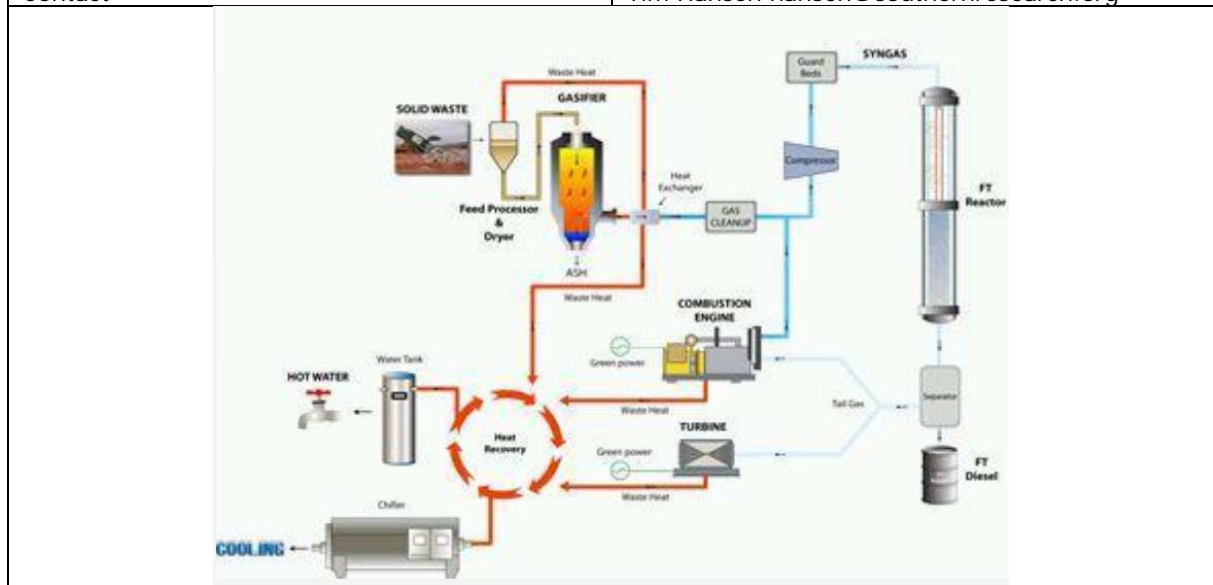 Waste Heat
GASIFIER
SOLID WASTE
Guard
Beds
SYNGAS
Compressor
Heat
Exchanger
FT
Reactor
GAS
CLEANUP
Feed Processor
&
Dryer
ASH
Waste Heat
COMBUSTION
ENGINE
Green power
Water Tank
HOT WATER
Waste Heat
Tail Gas
Separator
TURBINE
Heat
Recovery
Green power
FT
Diesel
Waste Heat
Chiller
COOLING